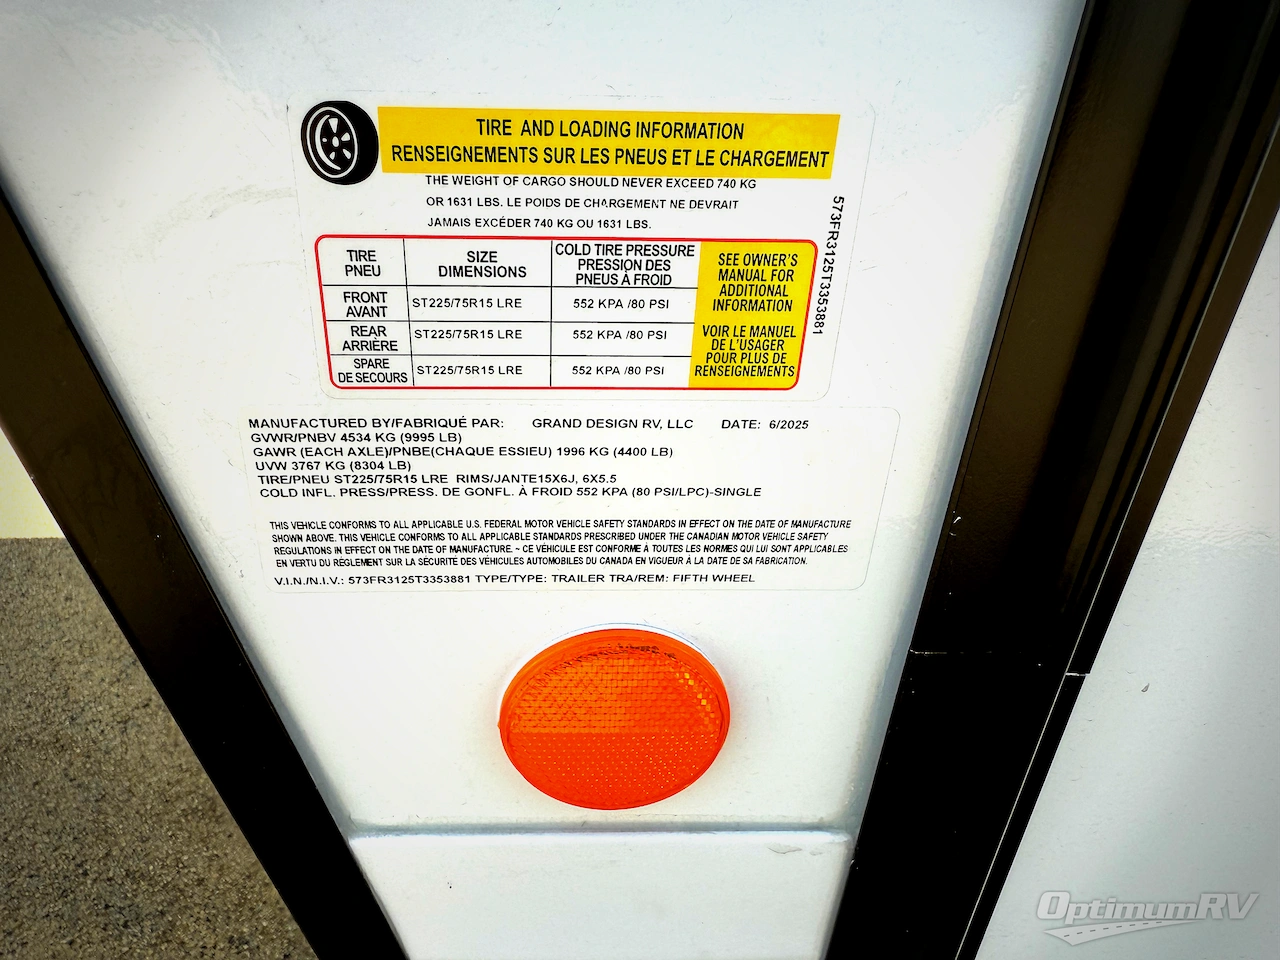 TIRE AND LOADING INFORMATION
RENSEIGNEMENTS SUR LES PNEUS ET LE CHARGEMENT
THE WEIGHT OF CARGO SHOULD NEVER EXCEED 740 KG
OR 1631 LBS. LE POIDS DE CHARGEMENT NE DEVRAIT
JAMAIS EXCÉDER 740 KG OU 1631 LBS.
573FR3125T3353881
TIRE PNEU SIZE DIMENSIONS COLD TIRE PRESSURE PRESSION DES PNEUS À FROID
FRONT AVANT ST225/75R15 LRE 552 KPA /80 PSI
REAR ARRIÈRE ST225/75R15 LRE 552 KPA /80 PSI
SPARE DE SECOURS ST225/75R15 LRE 552 KPA /80 PSI
SEE OWNER'S
MANUAL FOR
ADDITIONAL
INFORMATION
VOIR LE MANUEL
DE L'USAGER
POUR PLUS DE
RENSEIGNEMENTS
MANUFACTURED BY/FABRIQUÉ PAR: GRAND DESIGN RV, LLC DATE: 6/2025
GVWR/PNBV 4534 KG (9995 LB)
GAWR (EACH AXLE)/PNBE(CHAQUE ESSIEU) 1996 KG (4400 LB)
UVW 3767 KG (8304 LB)
TIRE/PNEU ST225/75R15 LRE RIMS/JANTE15X6J, 6X5.5
COLD INFL. PRESS/PRESS. DE GONFL. À FROID 552 KPA (80 PSI/LPC)-SINGLE
THIS VEHICLE CONFORMS TO ALL APPLICABLE U.S. FEDERAL MOTOR VEHICLE SAFETY STANDARDS IN EFFECT ON THE DATE OF MANUFACTURE
SHOWN ABOVE. THIS VEHICLE CONFORMS TO ALL APPLICABLE STANDARDS PRESCRIBED UNDER THE CANADIAN MOTOR VEHICLE SAFETY
REGULATIONS IN EFFECT ON THE DATE OF MANUFACTURE. ~ CE VÉHICULE EST CONFORME À TOUTES LES NORMES QUI LUI SONT APPLICABLES
EN VERTU DU RÈGLEMENT SUR LA SÉCURITÉ DES VÉHICULES AUTOMOBILES DU CANADA EN VIGUEUR À LA DATE DE SA FABRICATION.
V.I.N./N.I.V.: 573FR3125T3353881 TYPE/TYPE: TRAILER TRA/REM: FIFTH WHEEL
OptimumRV